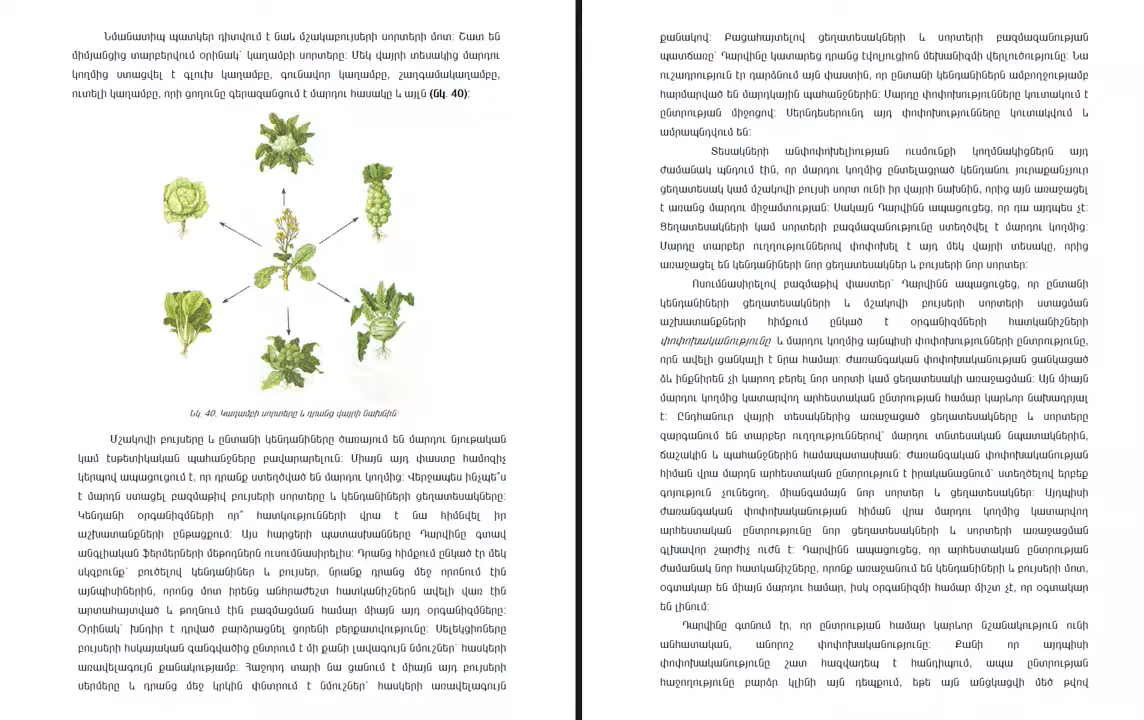 Նմանատիպ պատկեր դիտվում է նաև մշակաբույսերի սորտերի մոտ: Շատ են
միմյանցից տարբերվում օրինակ՝ կաղամբի սորտերը: Մեկ վայրի տեսակից մարդու
կողմից ստացվել է գլուխ կաղամբը, գունավոր կաղամբը, շաղգամակաղամբը,
ուտելի կաղամբը, որի ցողունը գերազանցում է մարդու հասակը և այլն (նկ. 40):
Նկ. 40. Կաղամբի սորտերը և դրանց վայրի նախնին:
Մշակովի բույսերը և ընտանի կենդանիները ծառայում են մարդու նյութական
կամ էսթետիկական պահանջները բավարարելուն: Միայն այդ փաստը համոզիչ
կերպով ապացուցում է, որ դրանք ստեղծված են մարդու կողմից: Վերջապես ինչպե՞ս
է մարդն ստացել բազմաթիվ բույսերի սորտերը և կենդանիների ցեղատեսակները:
Կենդանի օրգանիզմների որ՞ հատկությունների վրա է նա հիմնվել իր
աշխատանքների ընթացքում: Այս հարցերի պատասխանները Դարվինը գտավ
անգլիական ֆերմերների մեթոդներն ուսումնասիրելիս: Դրանց հիմքում ընկած էր մեկ
սկզբունք՝ բուծելով կենդանիներ և բույսեր, նրանք դրանց մեջ որոնում էին
այնպիսիներին, որոնց մոտ իրենց անհրաժեշտ հատկանիշներն ավելի վառ էին
արտահայտված և թողնում էին բազմացման համար միայն այդ օրգանիզմները:
Օրինակ՝ խնդիր է դրված բարձրացնել ցորենի բերքատվությունը: Սելեկցիոները
բույսերի հսկայական զանգվածից ընտրում է մի քանի լավագույն նմուշներ՝ հասկերի
առավելագույն քանակությամբ: Հաջորդ տարի նա ցանում է միայն այդ բույսերի
սերմերը և դրանց մեջ կրկին փնտրում է նմուշներ՝ հասկերի առավելագույն
քանակով: Բացահայտելով ցեղատեսակների և սորտերի բազմազանության
պատճառը՝ Դարվինը կատարեց դրանց էվոլուցիոն մեխանիզմի վերլուծությունը: Նա
ուշադրություն էր դարձնում այն փաստին, որ ընտանի կենդանիներն ամբողջությամբ
հարմարված են մարդկային պահանջներին: Մարդը փոփոխությունները կուտակում է
ընտրության միջոցով: Սերնդեսերունդ այդ փոփոխությունները կուտակվում և
ամրապնդվում են:
Տեսակների անփոփոխելիության ուսմունքի կողմնակիցներն այդ
ժամանակ պնդում էին, որ մարդու կողմից ընտելացրած կենդանու յուրաքանչյուր
ցեղատեսակ կամ մշակովի բույսի սորտ ունի իր վայրի նախնին, որից այն առաջացել
է առանց մարդու միջամտության: Սակայն Դարվինն ապացուցեց, որ դա այդպես չէ:
Ցեղատեսակների կամ սորտերի բազմազանությունը ստեղծվել է մարդու կողմից:
Մարդը տարբեր ուղղություններով փոփոխել է այդ մեկ վայրի տեսակը, որից
առաջացել են կենդանիների նոր ցեղատեսակներ և բույսերի նոր սորտեր:
Ուսումնասիրելով բազմաթիվ փաստեր՝ Դարվինն ապացուցեց, որ ընտանի
կենդանիների ցեղատեսակների և մշակովի բույսերի սորտերի ստացման
աշխատանքների հիմքում ընկած է օրգանիզմների հատկանիշների
փոփոխականությունը և մարդու կողմից այնպիսի փոփոխությունների ընտրությունը,
որն ավելի ցանկալի է նրա համար: Ժառանգական փոփոխականության ցանկացած
ձև ինքնիրեն չի կարող բերել նոր սորտի կամ ցեղատեսակի առաջացման: Այն միայն
մարդու կողմից կատարվող արհեստական ընտրության համար կարևոր նախադրյալ
է: Ընդհանուր վայրի տեսակներից առաջացած ցեղատեսակները և սորտերը
զարգանում են տարբեր ուղղություններով՝ մարդու տնտեսական նպատակներին,
ճաշակին և պահանջներին համապատասխան: Ժառանգական փոփոխականության
հիման վրա մարդն արհեստական ընտրություն է իրականացնում՝ ստեղծելով երբեք
գոյություն չունեցող, միանգամայն նոր սորտեր և ցեղատեսակներ: Այդպիսի
ժառանգական փոփոխականության հիման վրա մարդու կողմից կատարվող
արհեստական ընտրությունը նոր ցեղատեսակների և սորտերի առաջացման
գլխավոր շարժիչ ուժն է: Դարվինն ապացուցեց, որ արհեստական ընտրության
ժամանակ նոր հատկանիշները, որոնք առաջանում են կենդանիների և բույսերի մոտ,
օգտակար են միայն մարդու համար, իսկ օրգանիզմի համար միշտ չէ, որ օգտակար
են լինում:
Դարվինը գտնում էր, որ ընտրության համար կարևոր նշանակություն ունի
անհատական, անորոշ փոփոխականությունը: Քանի որ այդպիսի
փոփոխականությունը շատ հազվադեպ է հանդիպում, ապա ընտրության
հաջողությունը բարձր կլինի այն դեպքում, եթե այն անցկացվի մեծ թվով